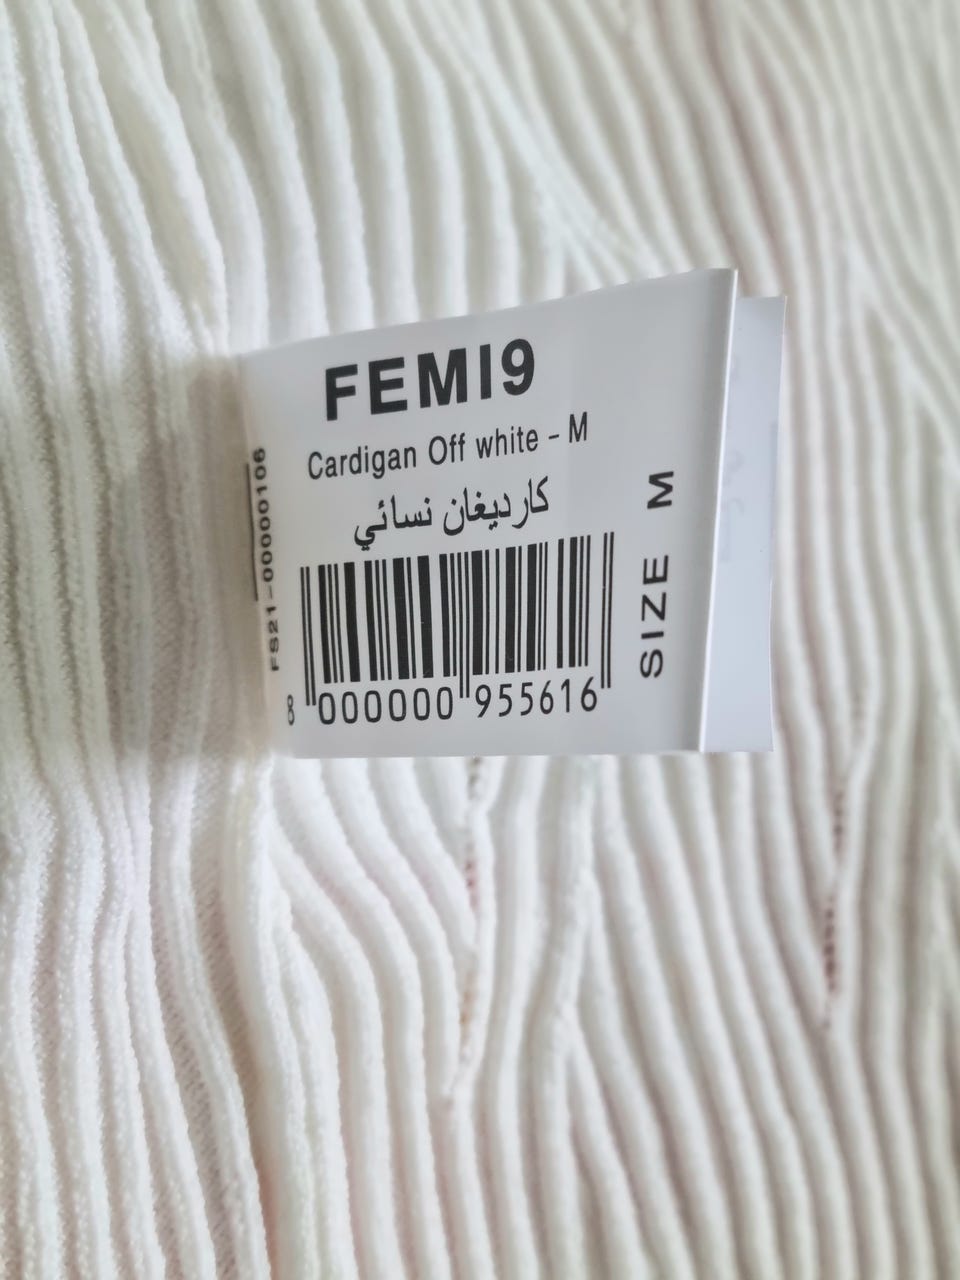 FEMI9
Cardigan Off white - M
كارديغان نسائي
8 000000 955616
FS21-00000106
SIZE M